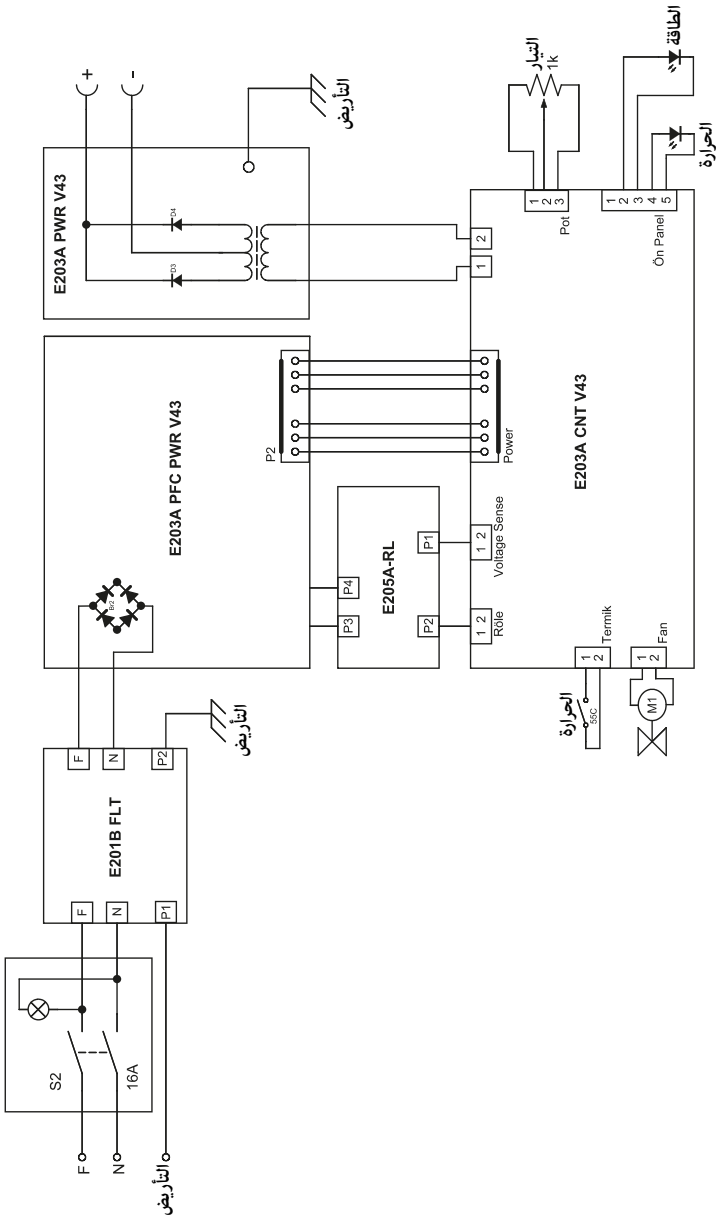 F
N
التأريض
S2
16A
F
N
P1
E201B FLT
F
N
P2
التأريض
E203A PFC PWR V43
Br2
P2
E203A PWR V43
D3
D4
+
-
التأريض
P3
P4
E205A-RL
P2
P1
1 2
Röle
1 2
Voltage Sense
Power
1
2
E203A CNT V43
الحرارة
55C
1
2
Termik
M1
1
2
Fan
التيار
1k
1
2
3
Pot
1
2
3
4
5
Ön Panel
الحرارة
الطاقة